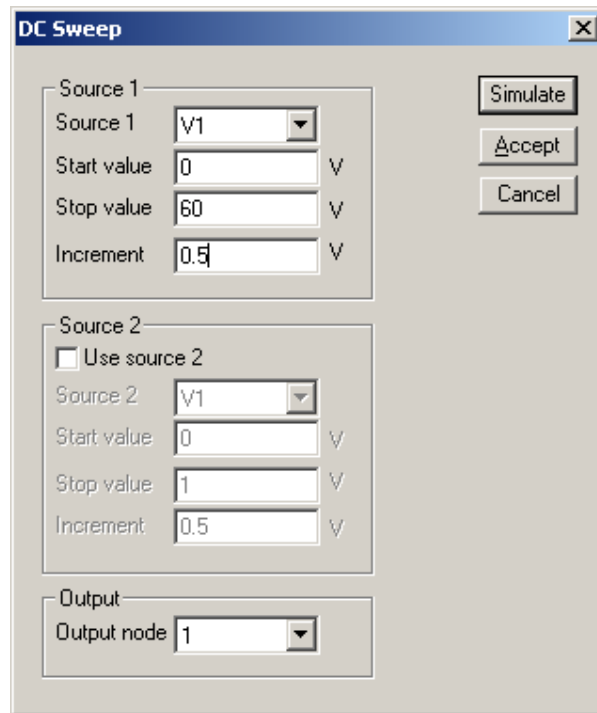 DC Sweep
Source 1
Source 1 V1
Start value 0 V
Stop value 60 V
Increment 0.5 V
Simulate
Accept
Cancel
Source 2
Use source 2
Source 2 V1
Start value 0 V
Stop value 1 V
Increment 0.5 V
Output
Output node 1